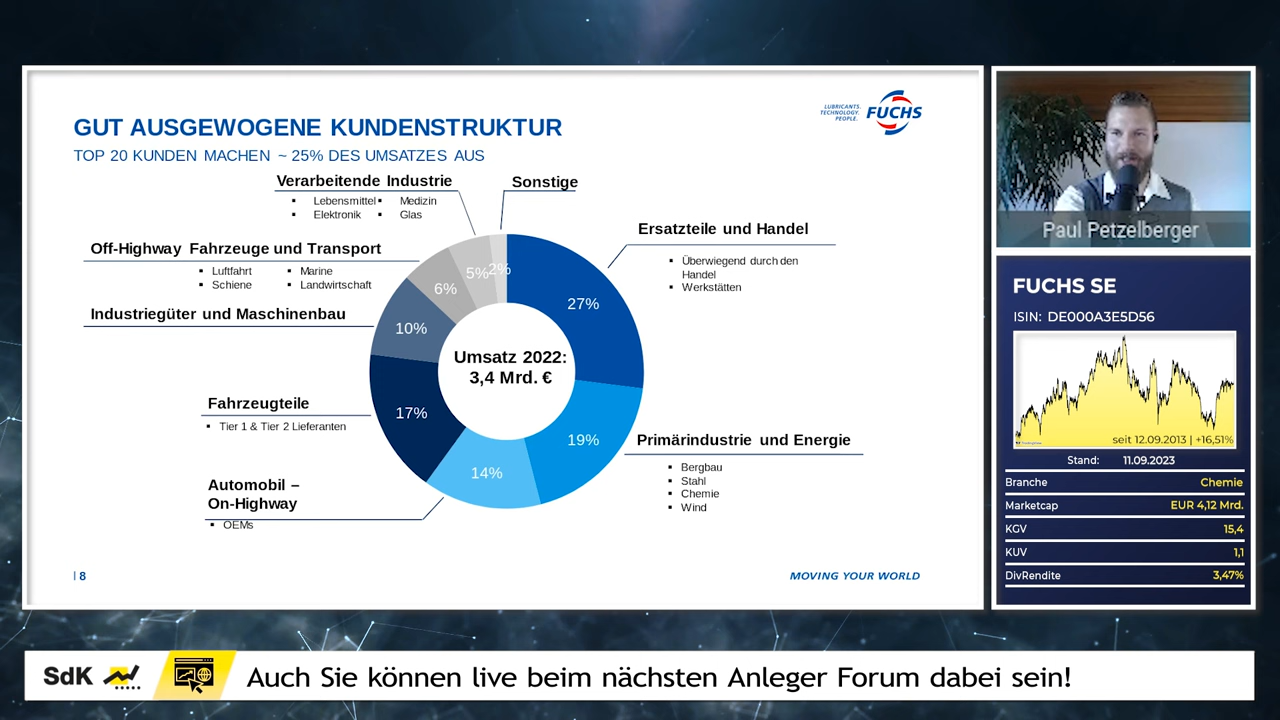 GUT AUSGEWOGENE KUNDENSTRUKTUR
TOP 20 KUNDEN MACHEN ~ 25% DES UMSATZES AUS
LUBRICANTS.
TECHNOLOGY.
PEOPLE.
FUCHS
Verarbeitende Industrie
▪ Lebensmittel ▪ Medizin
▪ Elektronik ▪ Glas
Sonstige
Ersatzteile und Handel
▪ Überwiegend durch den
Handel
▪ Werkstätten
Off-Highway Fahrzeuge und Transport
▪ Luftfahrt ▪ Marine
▪ Schiene ▪ Landwirtschaft
Industriegüter und Maschinenbau
Fahrzeugteile
▪ Tier 1 & Tier 2 Lieferanten
Automobil –
On-Highway
▪ OEMs
Primärindustrie und Energie
▪ Bergbau
▪ Stahl
▪ Chemie
▪ Wind
27%
19%
14%
17%
10%
6%
5%
2%
Umsatz 2022:
3,4 Mrd. €
| 8
MOVING YOUR WORLD
Paul Petzelberger
FUCHS SE
ISIN: DE000A3E5D56
seit 12.09.2013 | +16,51%
Stand: 11.09.2023
Branche Chemie
Marketcap EUR 4,12 Mrd.
KGV 15,4
KUV 1,1
DivRendite 3,47%
SdK
Auch Sie können live beim nächsten Anleger Forum dabei sein!